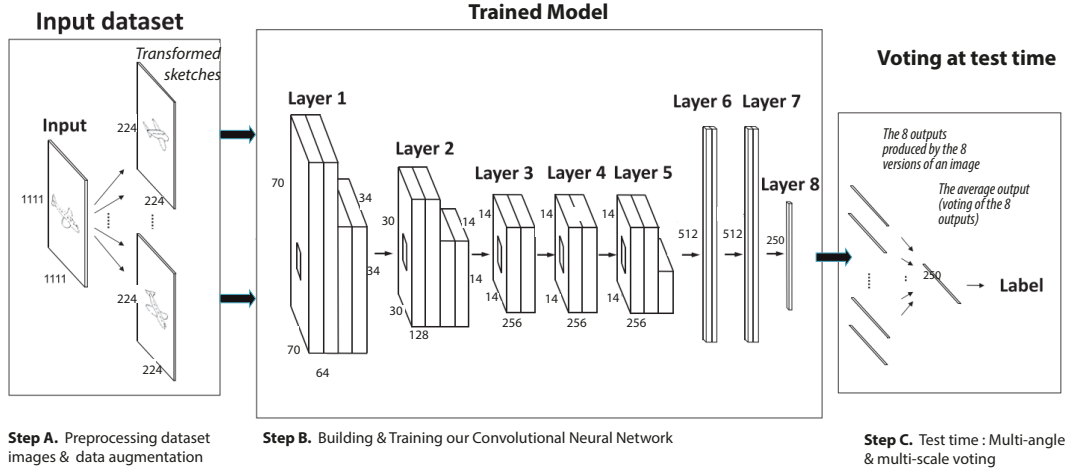 Input dataset
Transformed
sketches
Input
224
224
1111
1111
224
224
Trained Model
Layer 1
70
34
34
70
64
Layer 2
30
14
14
30
128
Layer 3
14
14
256
Layer 4
14
14
256
Layer 5
14
14
256
Layer 6
512
Layer 7
512
Layer 8
250
Voting at test time
The 8 outputs
produced by the 8
versions of an image
The average output
(voting of the 8
outputs)
250
Label
Step A. Preprocessing dataset
images & data augmentation
Step B. Building & Training our Convolutional Neural Network
Step C. Test time : Multi-angle
& multi-scale voting